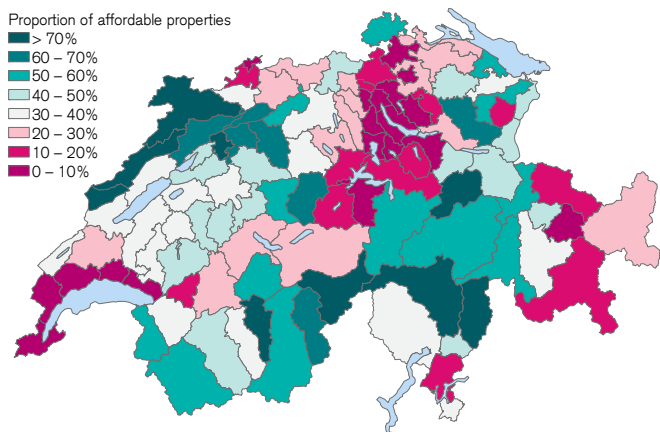 Proportion of affordable properties
> 70%
60 – 70%
50 – 60%
40 – 50%
30 – 40%
20 – 30%
10 – 20%
0 – 10%